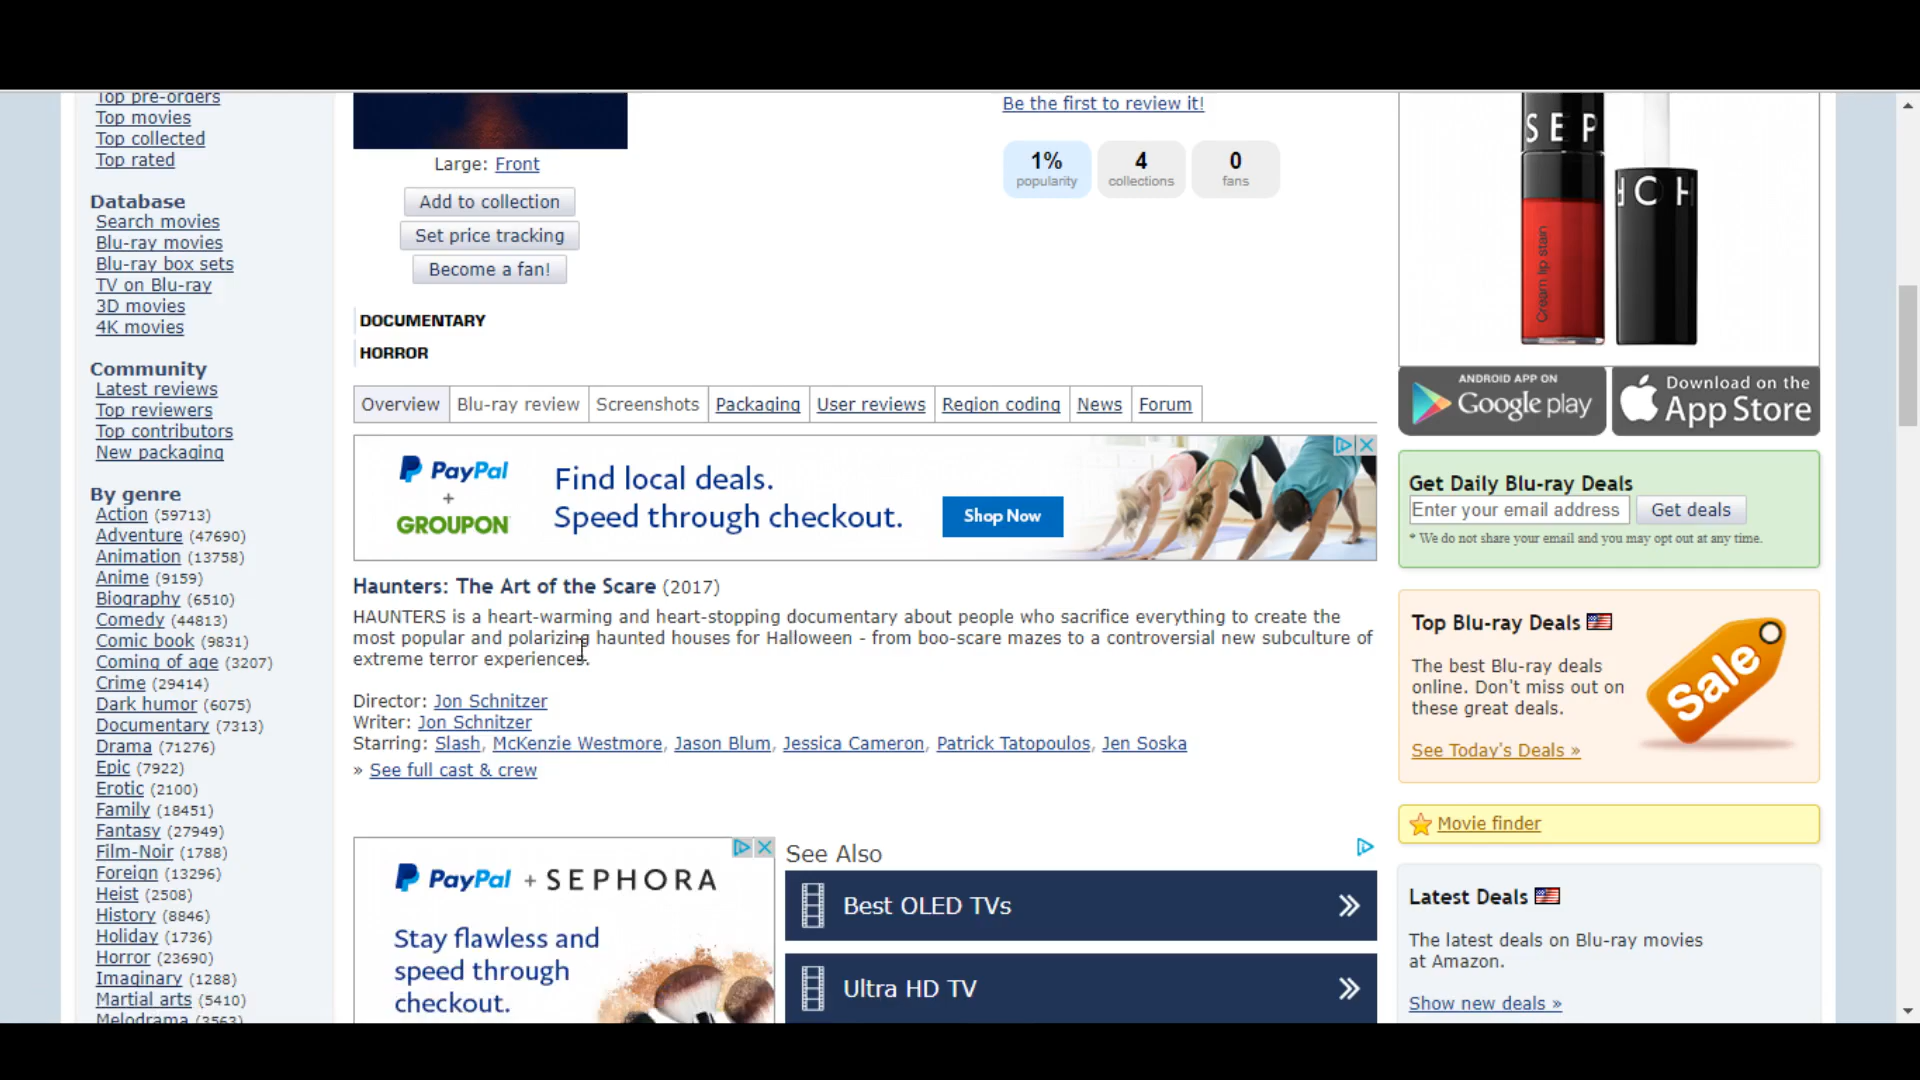 Top pre-orders
Top movies
Top collected
Top rated
Database
Search movies
Blu-ray movies
Blu-ray box sets
TV on Blu-ray
3D movies
4K movies
Community
Latest reviews
Top reviewers
Top contributors
New packaging
By genre
Action (59713)
Adventure (47690)
Animation (13758)
Anime (9159)
Biography (6510)
Comedy (44813)
Comic book (9831)
Coming of age (3207)
Crime (29414)
Dark humor (6075)
Documentary (7313)
Drama (71276)
Epic (7922)
Erotic (2100)
Family (18451)
Fantasy (27949)
Film-Noir (1788)
Foreign (13296)
Heist (2508)
History (8846)
Holiday (1736)
Horror (23690)
Imaginary (1288)
Martial arts (5410)
Melodrama (3563)
Large: Front
Add to collection
Set price tracking
Become a fan!
Be the first to review it!
1% popularity
4 collections
0 fans
DOCUMENTARY
HORROR
Overview Blu-ray review Screenshots Packaging User reviews Region coding News Forum
PayPal + GROUPON
Find local deals.
Speed through checkout.
Shop Now
Haunters: The Art of the Scare (2017)
HAUNTERS is a heart-warming and heart-stopping documentary about people who sacrifice everything to create the
most popular and polarizing haunted houses for Halloween - from boo-scare mazes to a controversial new subculture of
extreme terror experiences.
Director: Jon Schnitzer
Writer: Jon Schnitzer
Starring: Slash, McKenzie Westmore, Jason Blum, Jessica Cameron, Patrick Tatopoulos, Jen Soska
» See full cast & crew
PayPal + SEPHORA
Stay flawless and
speed through
checkout.
See Also
Best OLED TVs
Ultra HD TV
SEP
HCH
Cream lip stain
ANDROID APP ON
Google play
Download on the
App Store
Get Daily Blu-ray Deals
Enter your email address Get deals
* We do not share your email and you may opt out at any time.
Top Blu-ray Deals
The best Blu-ray deals
online. Don't miss out on
these great deals.
See Today's Deals »
Sale
Movie finder
Latest Deals
The latest deals on Blu-ray movies
at Amazon.
Show new deals »